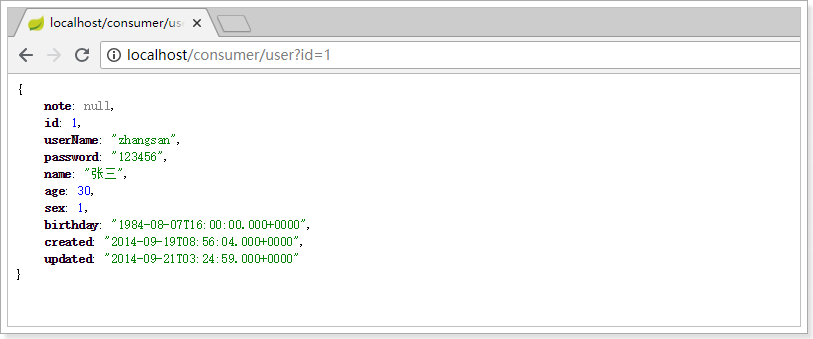 localhost/consumer/us
localhost/consumer/user?id=1
{
note: null,
id: 1,
userName: "zhangsan",
password: "123456",
name: "张三",
age: 30,
sex: 1,
birthday: "1984-08-07T16:00:00.000+0000",
created: "2014-09-19T08:56:04.000+0000",
updated: "2014-09-21T03:24:59.000+0000"
}